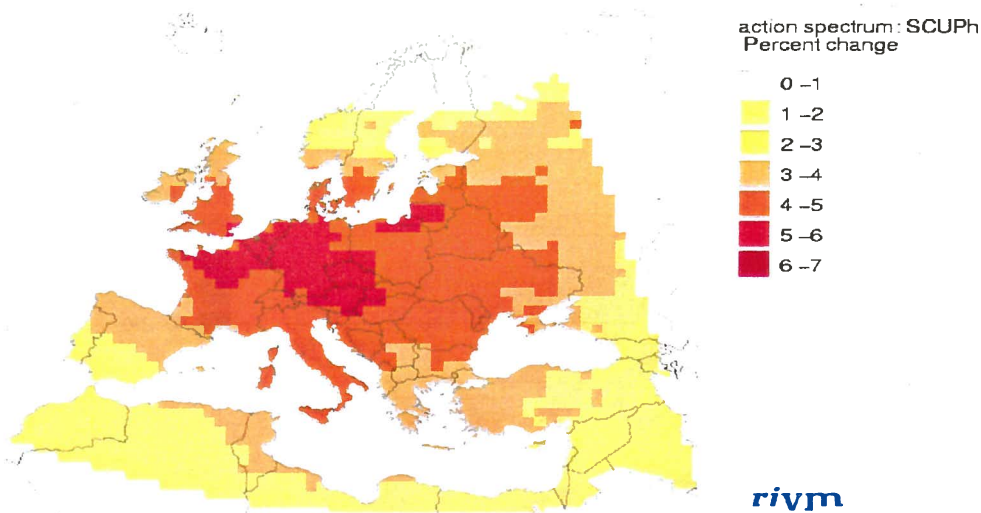 action spectrum: SCUPh
Percent change
0 –1
1 –2
2 –3
3 –4
4 –5
5 –6
6 –7
rivm